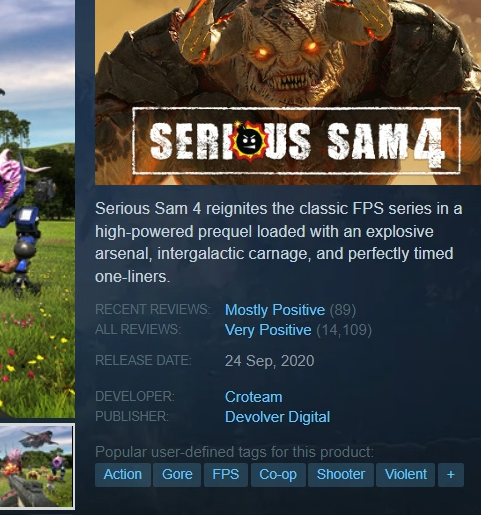 SERIOUS SAM 4
Serious Sam 4 reignites the classic FPS series in a
high-powered prequel loaded with an explosive
arsenal, intergalactic carnage, and perfectly timed
one-liners.
RECENT REVIEWS: Mostly Positive (89)
ALL REVIEWS: Very Positive (14,109)
RELEASE DATE: 24 Sep, 2020
DEVELOPER: Croteam
PUBLISHER: Devolver Digital
Popular user-defined tags for this product:
Action Gore FPS Co-op Shooter Violent +